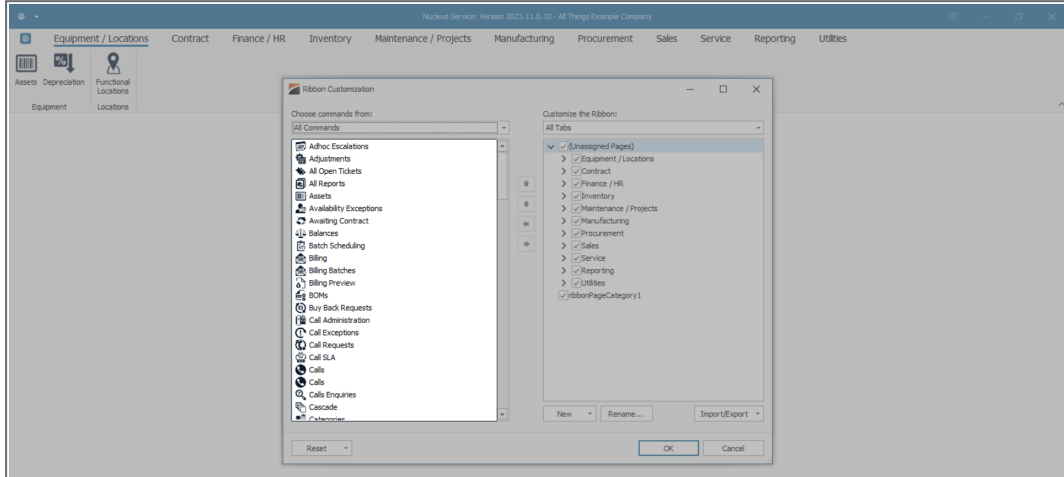 Nucleus Service: Version 2023.11.0.10 - All Things Example Company
Equipment / Locations Contract Finance / HR Inventory Maintenance / Projects Manufacturing Procurement Sales Service Reporting Utilities
Assets Depreciation Functional Locations
Equipment Locations
Ribbon Customization
Choose commands from:
All Commands
Adhoc Escalations
Adjustments
All Open Tickets
All Reports
Assets
Availability Exceptions
Awaiting Contract
Balances
Batch Scheduling
Billing
Billing Batches
Billing Preview
BOMs
Buy Back Requests
Call Administration
Call Exceptions
Call Requests
Call SLA
Calls
Calls
Calls Enquiries
Cascade
Categories
Customize the Ribbon:
All Tabs
(Unassigned Pages)
Equipment / Locations
Contract
Finance / HR
Inventory
Maintenance / Projects
Manufacturing
Procurement
Sales
Service
Reporting
Utilities
ribbonPageCategory1
New Rename... Import/Export
Reset OK Cancel